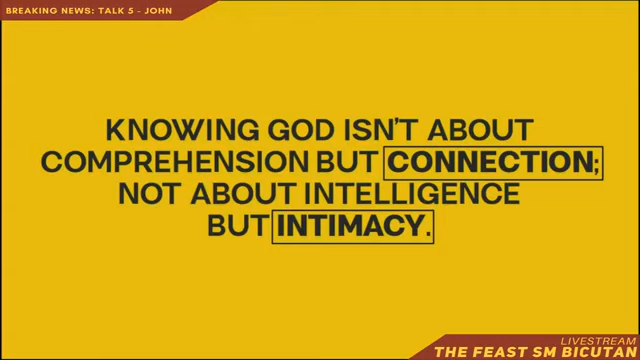 BREAKING NEWS: TALK 5 - JOHN
KNOWING GOD ISN'T ABOUT
COMPREHENSION BUT CONNECTION;
NOT ABOUT INTELLIGENCE
BUT INTIMACY.
LIVESTREAM
THE FEAST SM BICUTAN